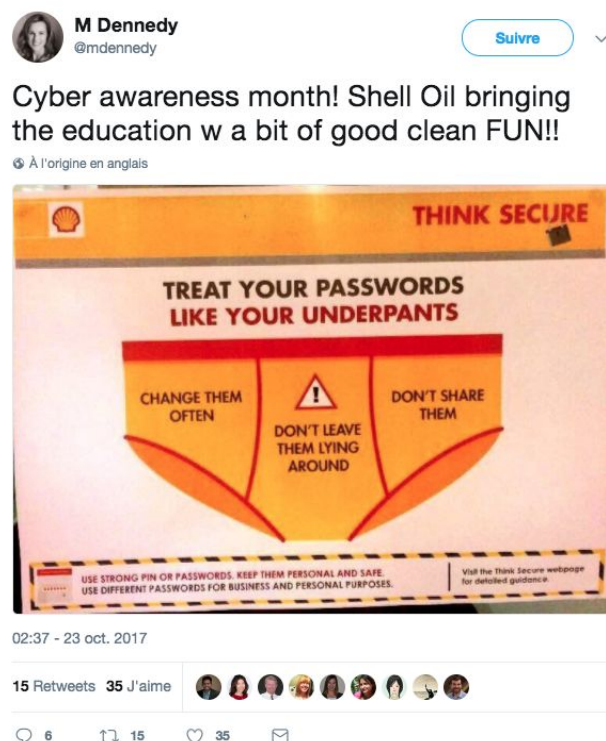 M Dennedy
@mdennedy
Suivre
Cyber awareness month! Shell Oil bringing
the education w a bit of good clean FUN!!
À l'origine en anglais
THINK SECURE
TREAT YOUR PASSWORDS
LIKE YOUR UNDERPANTS
CHANGE THEM
OFTEN
!
DON'T LEAVE
THEM LYING
AROUND
DON'T SHARE
THEM
USE STRONG PIN OR PASSWORDS. KEEP THEM PERSONAL AND SAFE.
USE DIFFERENT PASSWORDS FOR BUSINESS AND PERSONAL PURPOSES.
Visit the Think Secure webpage
for detailed guidance.
02:37 - 23 oct. 2017
15 Retweets 35 J'aime
6 15 35